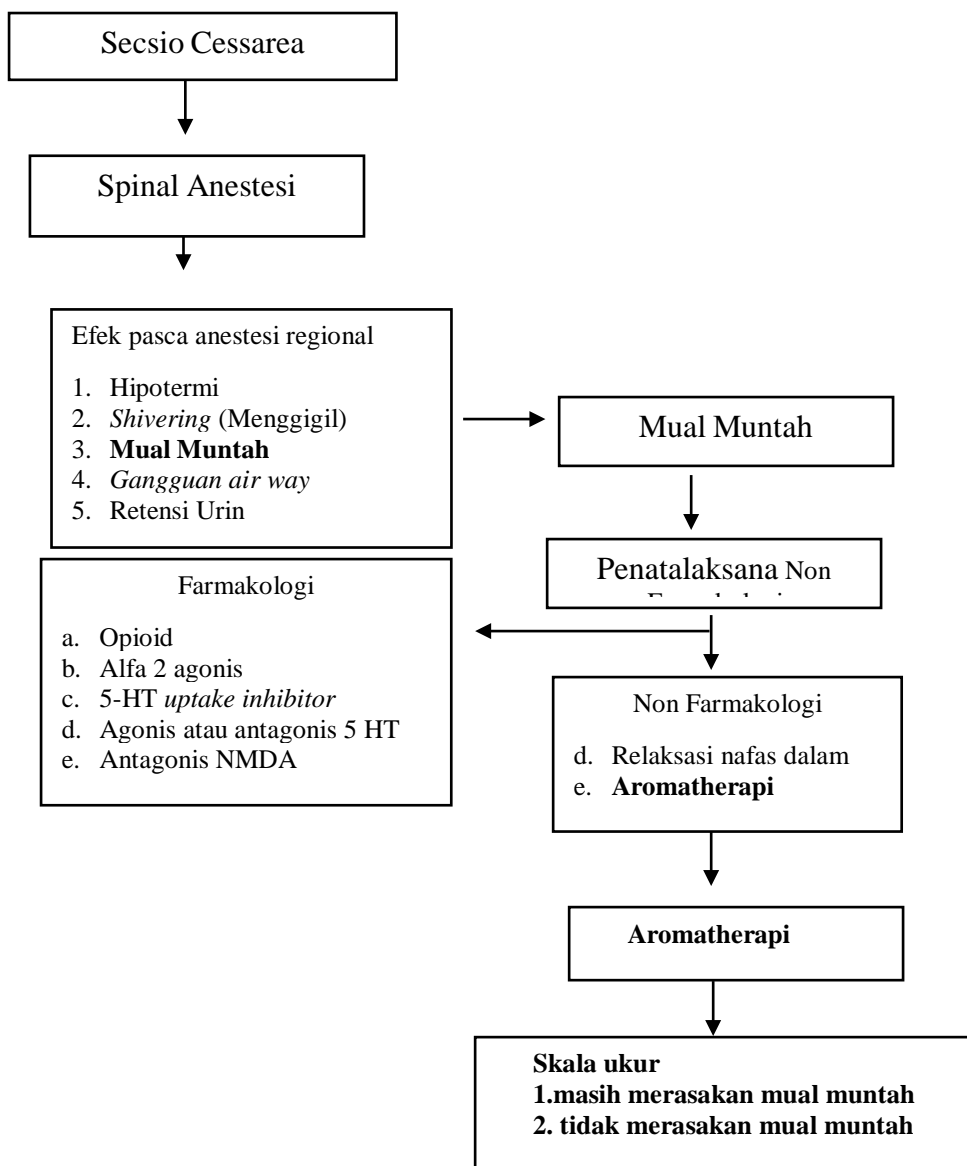 Secsio Cessarea
Spinal Anestesi
Efek pasca anestesi regional
1. Hipotermi
2. Shivering (Menggigil)
3. Mual Muntah
4. Gangguan air way
5. Retensi Urin
Mual Muntah
Penatalaksana Non
Farmakologi
a. Opioid
b. Alfa 2 agonis
c. 5-HT uptake inhibitor
d. Agonis atau antagonis 5 HT
e. Antagonis NMDA
Non Farmakologi
d. Relaksasi nafas dalam
e. Aromatherapi
Aromatherapi
Skala ukur
1.masih merasakan mual muntah
2. tidak merasakan mual muntah